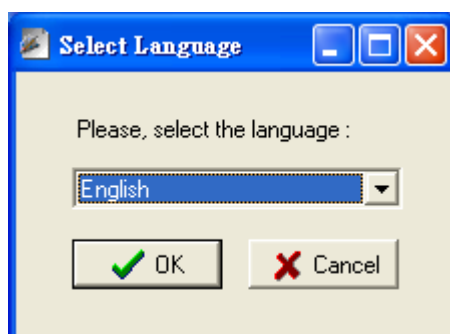 Select Language
Please, select the language :
English
OK
Cancel